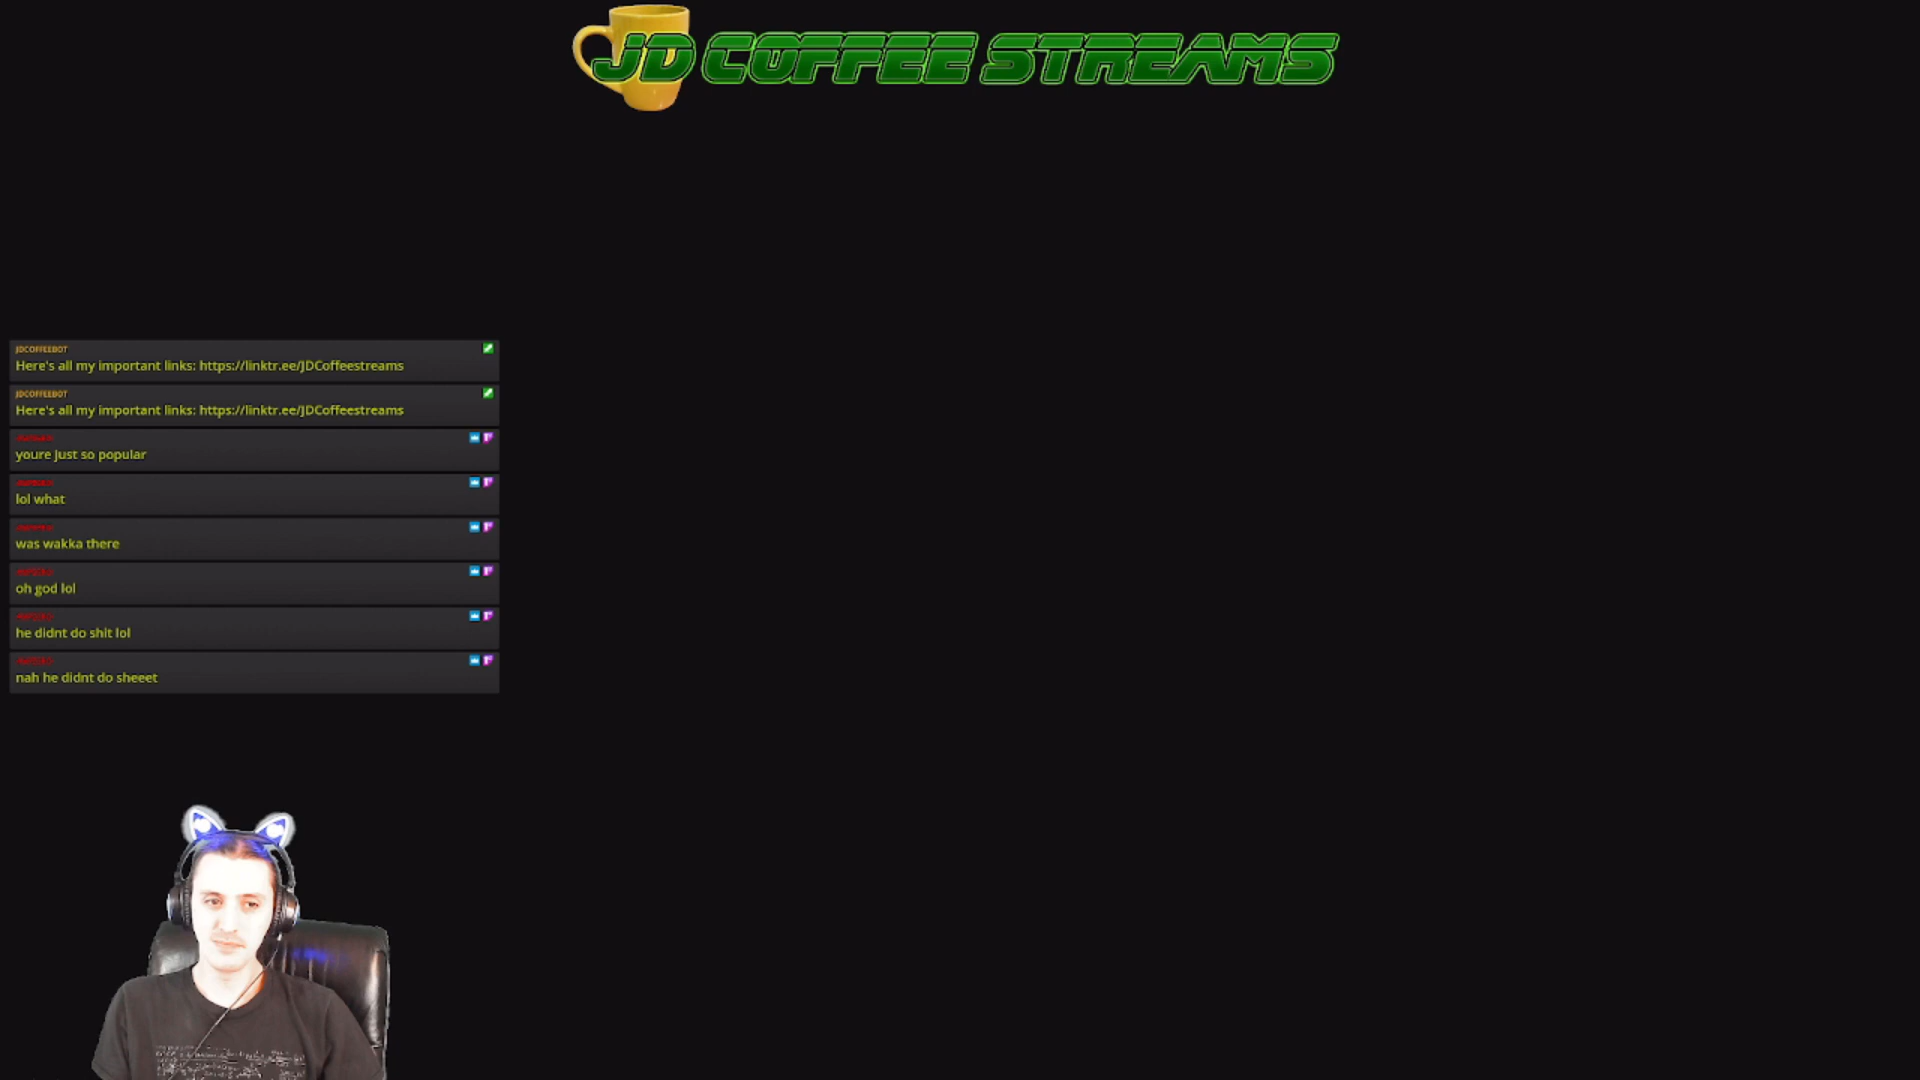 JD COFFEE STREAMS
JDCOFFEEBOT
Here's all my important links: https://linktr.ee/JDCoffeestreams
JDCOFFEEBOT
Here's all my important links: https://linktr.ee/JDCoffeestreams
youre just so popular
lol what
was wakka there
oh god lol
he didnt do shit lol
nah he didnt do sheeet